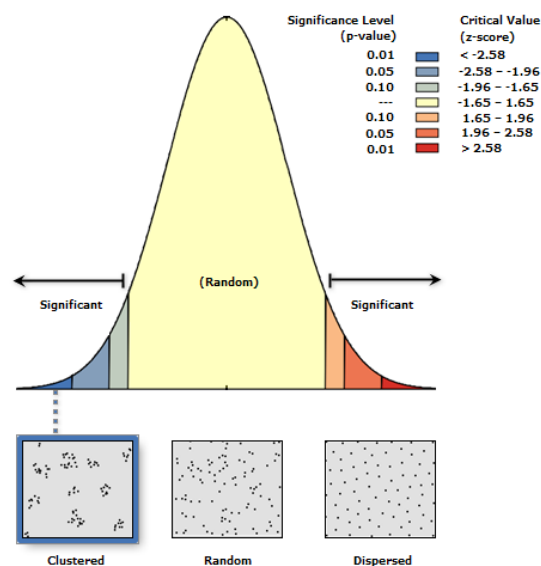 Significance Level Critical Value
(p-value) (z-score)
0.01 < -2.58
0.05 -2.58 – -1.96
0.10 -1.96 – -1.65
--- -1.65 – 1.65
0.10 1.65 – 1.96
0.05 1.96 – 2.58
0.01 > 2.58
(Random)
Significant Significant
Clustered Random Dispersed